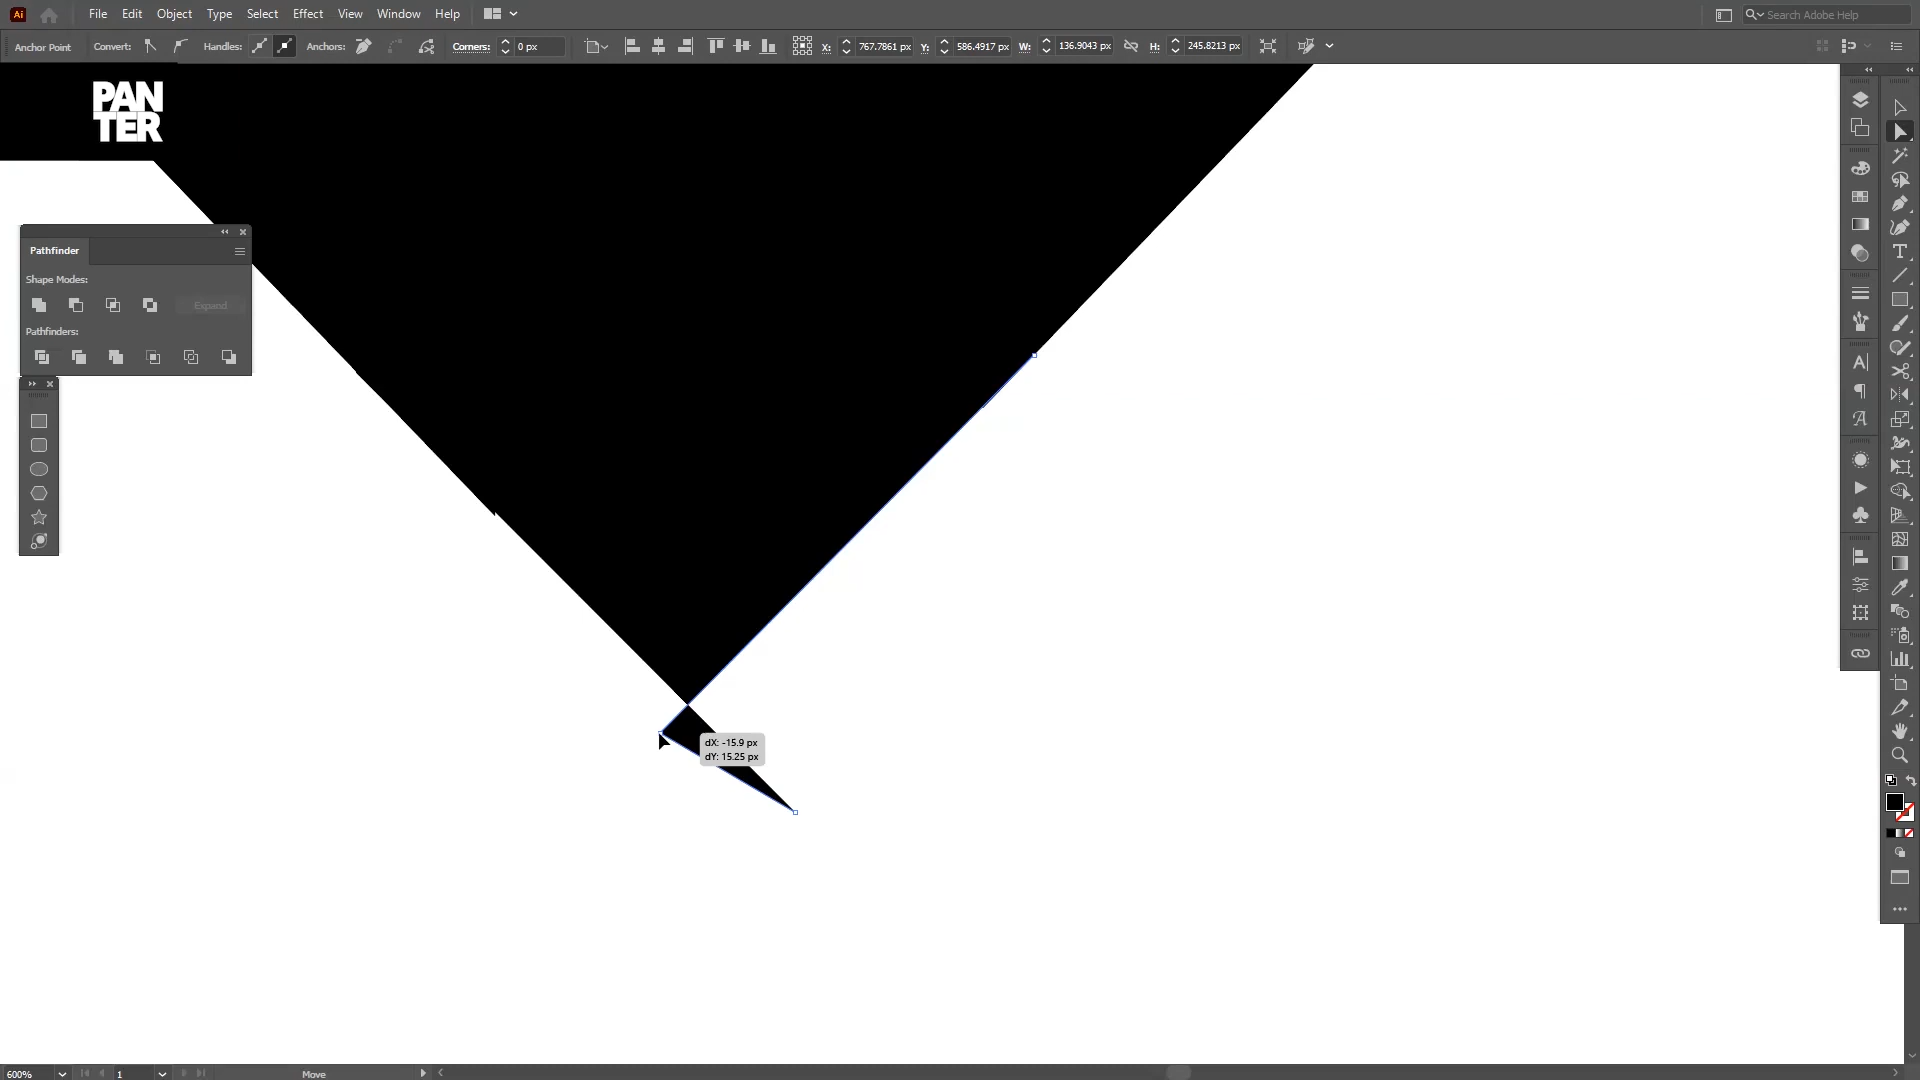 Ai File Edit Object Type Select Effect View Window Help Search Adobe Help
Anchor Point Convert: Handles: Anchors: Corners: 0 px X: 767.7861 px Y: 586.4917 px W: 136.9043 px H: 245.8213 px
PAN
TER
Pathfinder
Shape Modes:
Expand
Pathfinders:
dX: -15.9 px
dY: 15.25 px
600% 1 Move